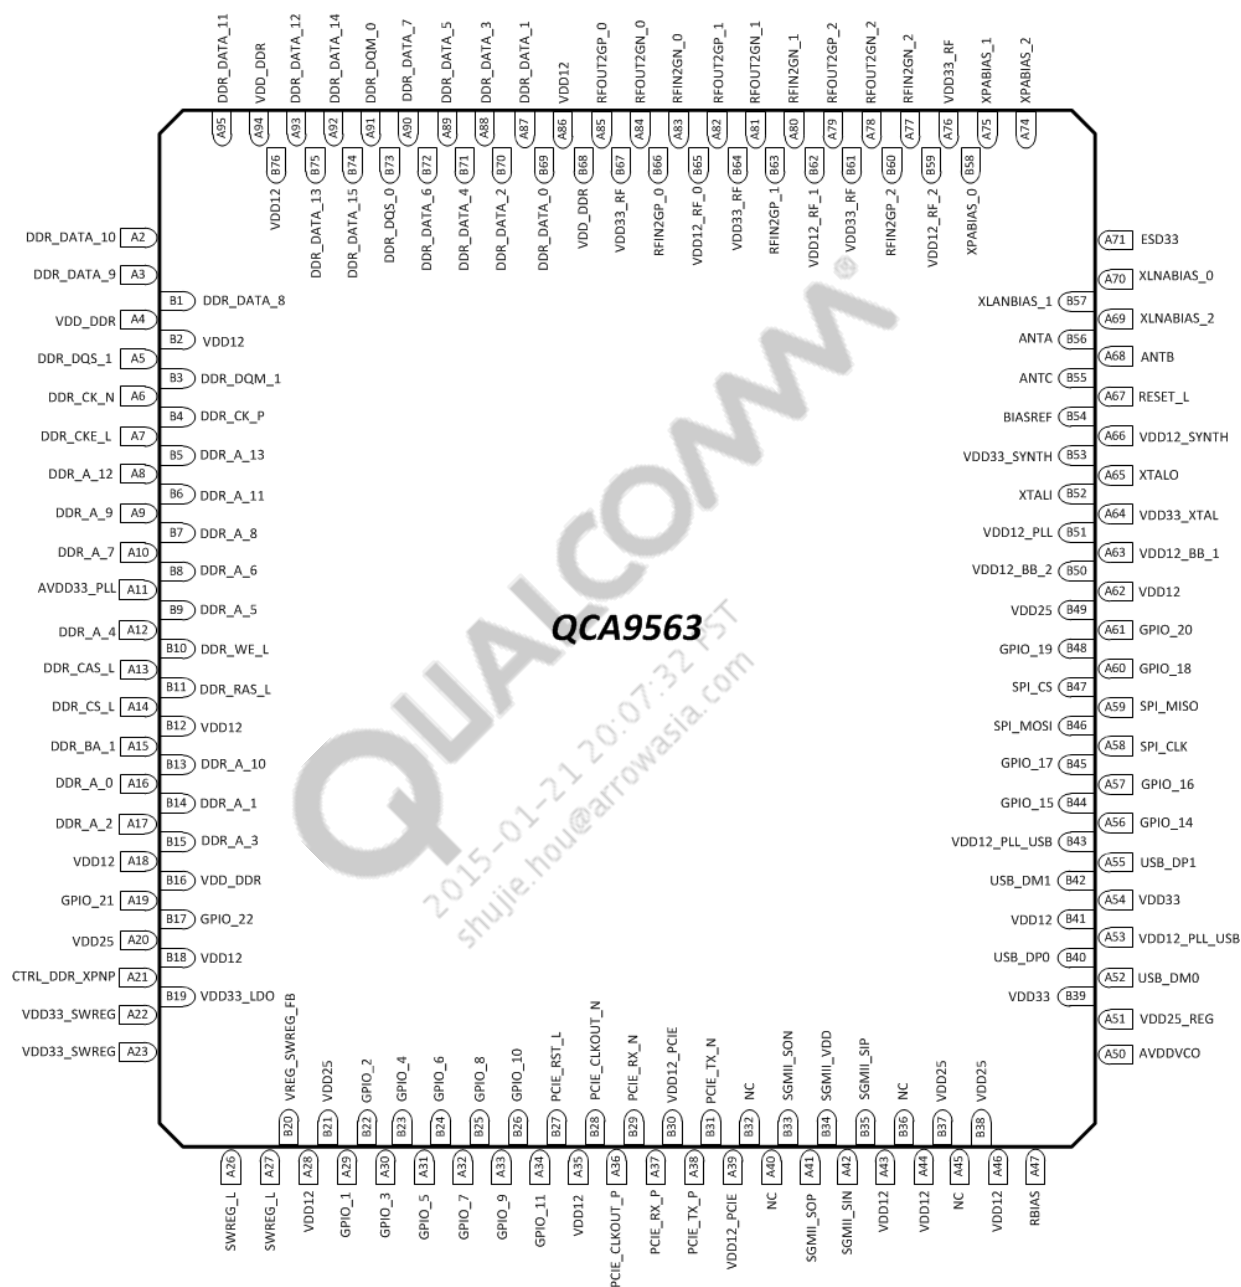 DDR_DATA_11
VDD_DDR
DDR_DATA_12
DDR_DATA_14
DDR_DQM_0
DDR_DATA_7
DDR_DATA_5
DDR_DATA_3
DDR_DATA_1
VDD12
RFOUT2GP_0
RFOUT2GN_0
RFIN2GN_0
RFOUT2GP_1
RFOUT2GN_1
RFIN2GN_1
RFOUT2GP_2
RFOUT2GN_2
RFIN2GN_2
VDD33_RF
XPABIAS_1
XPABIAS_2
A95 A94 A93 A92 A91 A90 A89 A88 A87 A86 A85 A84 A83 A82 A81 A80 A79 A78 A77 A76 A75 A74
B76 B75 B74 B73 B72 B71 B70 B69 B68 B67 B66 B65 B64 B63 B62 B61 B60 B59 B58
VDD12
DDR_DATA_13
DDR_DATA_15
DDR_DQS_0
DDR_DATA_6
DDR_DATA_4
DDR_DATA_2
DDR_DATA_0
VDD_DDR
VDD33_RF
RFIN2GP_0
VDD12_RF_0
VDD33_RF
RFIN2GP_1
VDD12_RF_1
VDD33_RF
RFIN2GP_2
VDD12_RF_2
XPABIAS_0
DDR_DATA_10 A2
DDR_DATA_9 A3
B1 DDR_DATA_8
VDD_DDR A4
B2 VDD12
DDR_DQS_1 A5
B3 DDR_DQM_1
DDR_CK_N A6
B4 DDR_CK_P
DDR_CKE_L A7
B5 DDR_A_13
DDR_A_12 A8
B6 DDR_A_11
DDR_A_9 A9
B7 DDR_A_8
DDR_A_7 A10
B8 DDR_A_6
AVDD33_PLL A11
B9 DDR_A_5
DDR_A_4 A12
B10 DDR_WE_L
DDR_CAS_L A13
B11 DDR_RAS_L
DDR_CS_L A14
B12 VDD12
DDR_BA_1 A15
B13 DDR_A_10
DDR_A_0 A16
B14 DDR_A_1
DDR_A_2 A17
B15 DDR_A_3
VDD12 A18
B16 VDD_DDR
GPIO_21 A19
B17 GPIO_22
VDD25 A20
B18 VDD12
CTRL_DDR_XPNP A21
B19 VDD33_LDO
VDD33_SWREG A22
VDD33_SWREG A23
QUALCOMM®
QCA9563
2015-01-21 20:07:32 PST
shujie.hou@arrowasia.com
A71 ESD33
A70 XLNABIAS_0
XLANBIAS_1 B57
A69 XLNABIAS_2
ANTA B56
A68 ANTB
ANTC B55
A67 RESET_L
BIASREF B54
A66 VDD12_SYNTH
VDD33_SYNTH B53
A65 XTALO
XTALI B52
A64 VDD33_XTAL
VDD12_PLL B51
A63 VDD12_BB_1
VDD12_BB_2 B50
A62 VDD12
VDD25 B49
A61 GPIO_20
GPIO_19 B48
A60 GPIO_18
SPI_CS B47
A59 SPI_MISO
SPI_MOSI B46
A58 SPI_CLK
GPIO_17 B45
A57 GPIO_16
GPIO_15 B44
A56 GPIO_14
VDD12_PLL_USB B43
A55 USB_DP1
USB_DM1 B42
A54 VDD33
VDD12 B41
A53 VDD12_PLL_USB
USB_DP0 B40
A52 USB_DM0
VDD33 B39
A51 VDD25_REG
A50 AVDDVCO
VREG_SWREG_FB
VDD25
GPIO_2
GPIO_4
GPIO_6
GPIO_8
GPIO_10
PCIE_RST_L
PCIE_CLKOUT_N
PCIE_RX_N
VDD12_PCIE
PCIE_TX_N
NC
SGMII_SON
SGMII_VDD
SGMII_SIP
NC
VDD25
VDD25
B20 B21 B22 B23 B24 B25 B26 B27 B28 B29 B30 B31 B32 B33 B34 B35 B36 B37 B38
A26 A27 A28 A29 A30 A31 A32 A33 A34 A35 A36 A37 A38 A39 A40 A41 A42 A43 A44 A45 A46 A47
SWREG_L
SWREG_L
VDD12
GPIO_1
GPIO_3
GPIO_5
GPIO_7
GPIO_9
GPIO_11
VDD12
PCIE_CLKOUT_P
PCIE_RX_P
PCIE_TX_P
VDD12_PCIE
NC
SGMII_SOP
SGMII_SIN
VDD12
VDD12
NC
VDD12
RBIAS